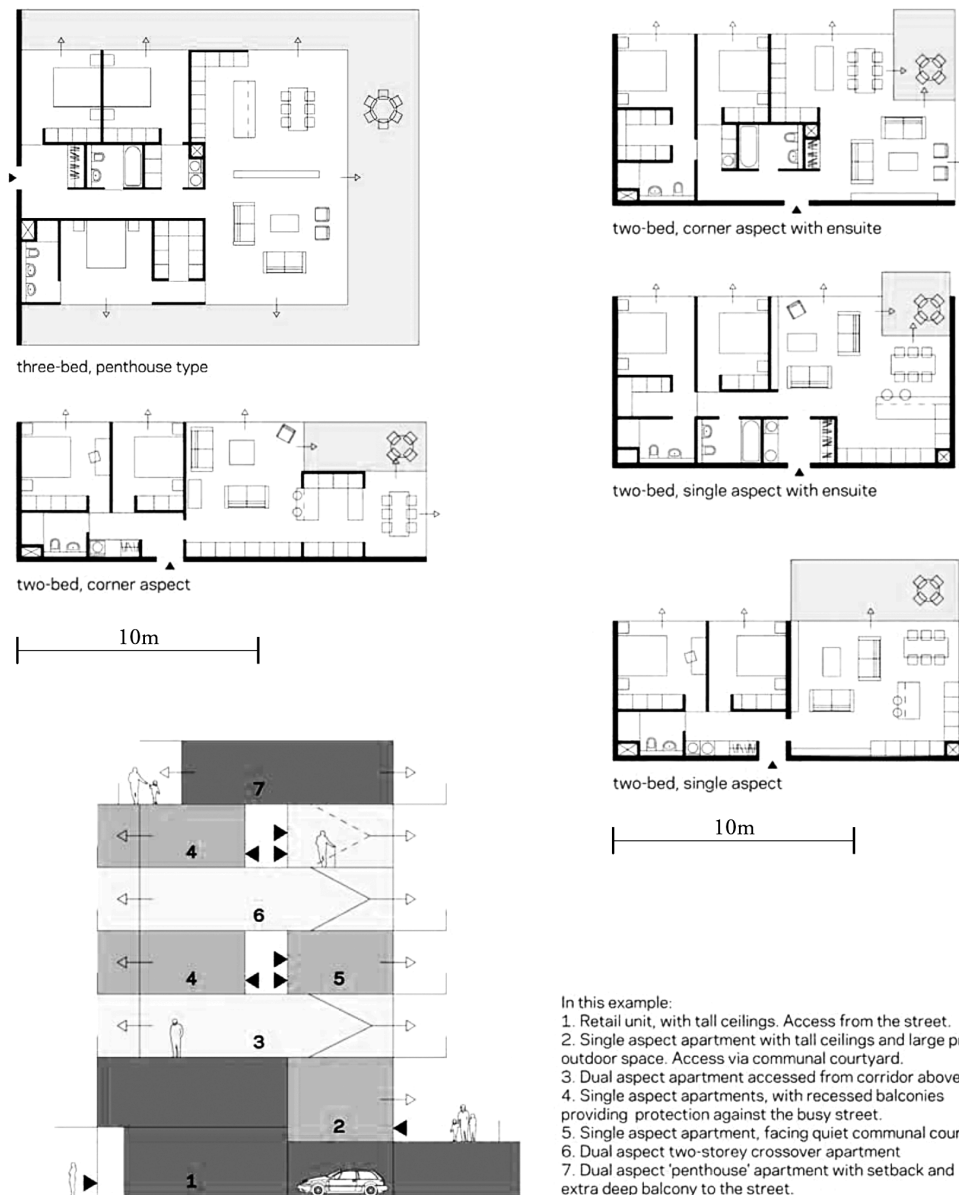 three-bed, penthouse type
two-bed, corner aspect with ensuite
two-bed, single aspect with ensuite
two-bed, corner aspect
10m
two-bed, single aspect
10m
7
4
6
4
5
3
2
1
In this example:
1. Retail unit, with tall ceilings. Access from the street.
2. Single aspect apartment with tall ceilings and large
outdoor space. Access via communal courtyard.
3. Dual aspect apartment accessed from corridor above
4. Single aspect apartments, with recessed balconies
providing protection against the busy street.
5. Single aspect apartment, facing quiet communal
6. Dual aspect two-storey crossover apartment
7. Dual aspect 'penthouse' apartment with setback and
extra deep balcony to the street.